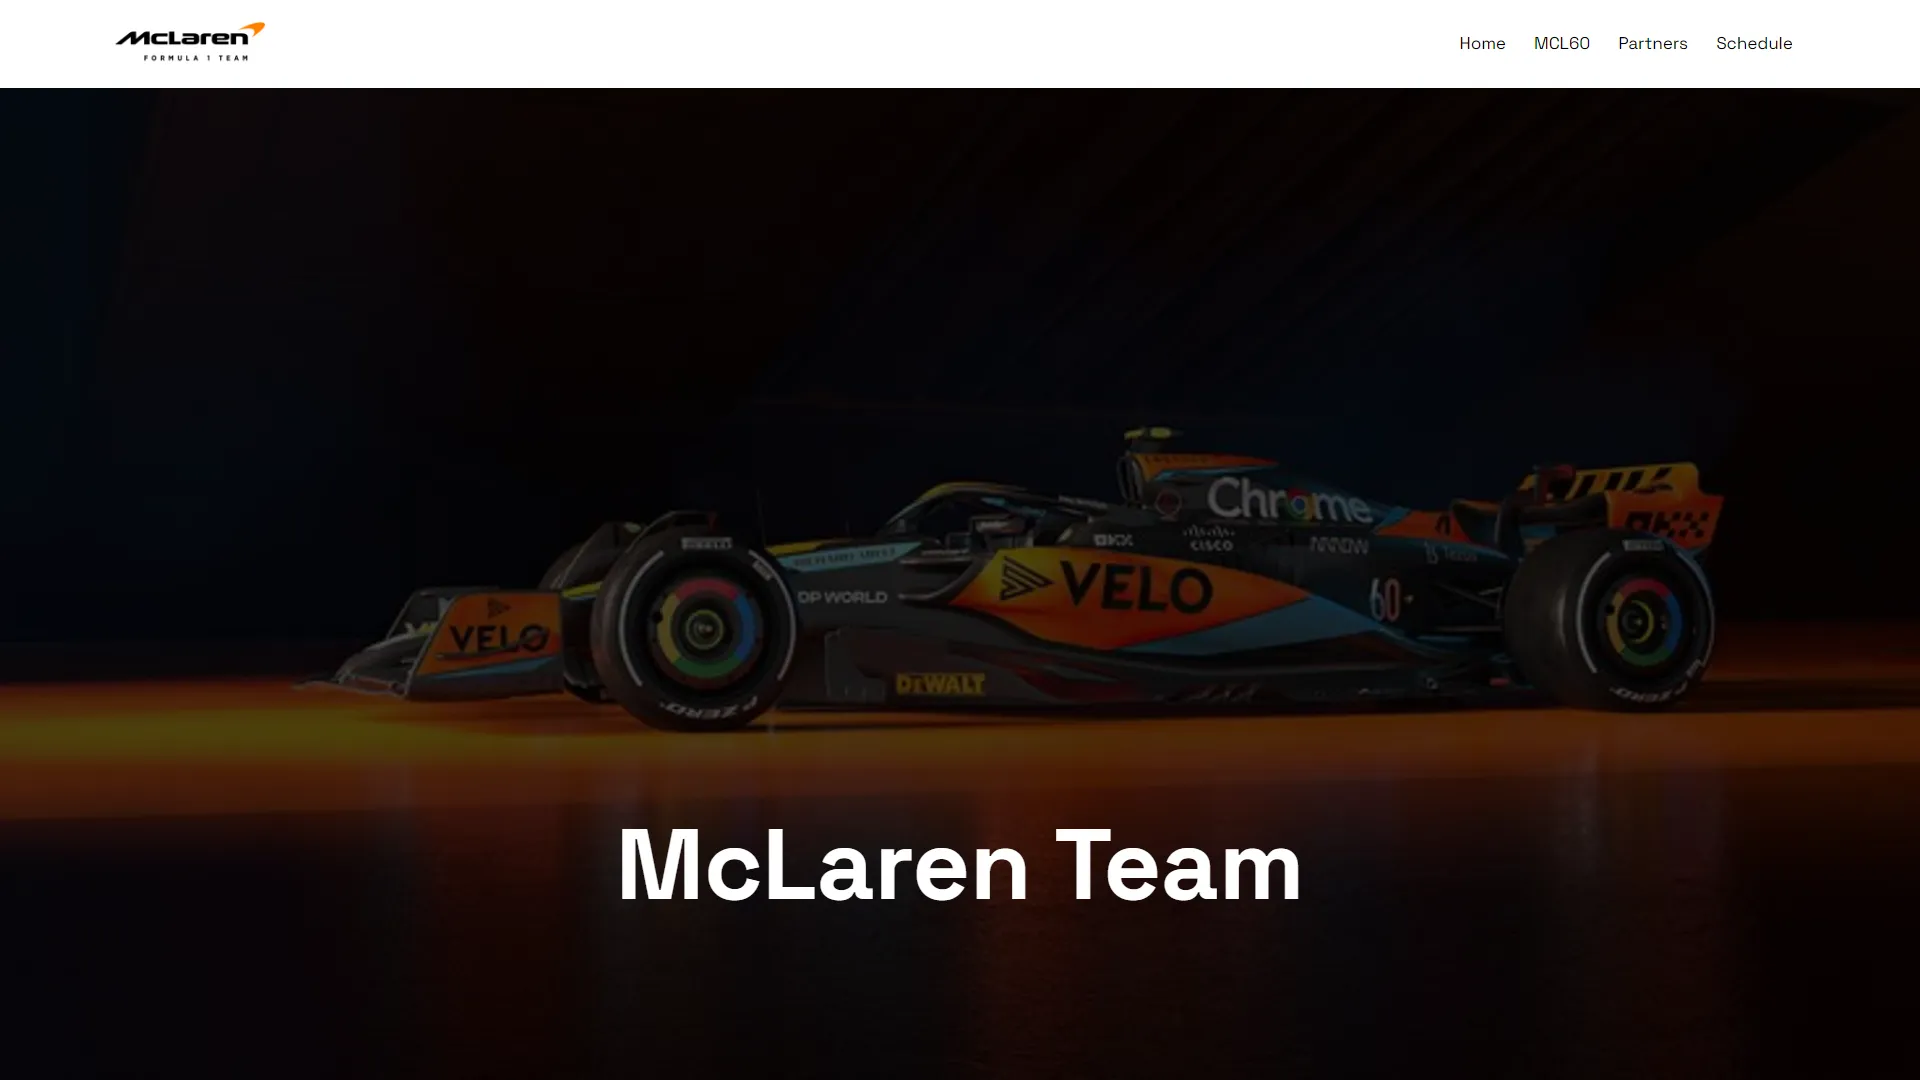 McLaren
FORMULA 1 TEAM
Home
MCL60
Partners
Schedule
Chrome
OKX
CISCO
ARROW
VELO
60
DP WORLD
VELO
DEWALT
P ZERO
P ZERO
OKX
McLaren Team